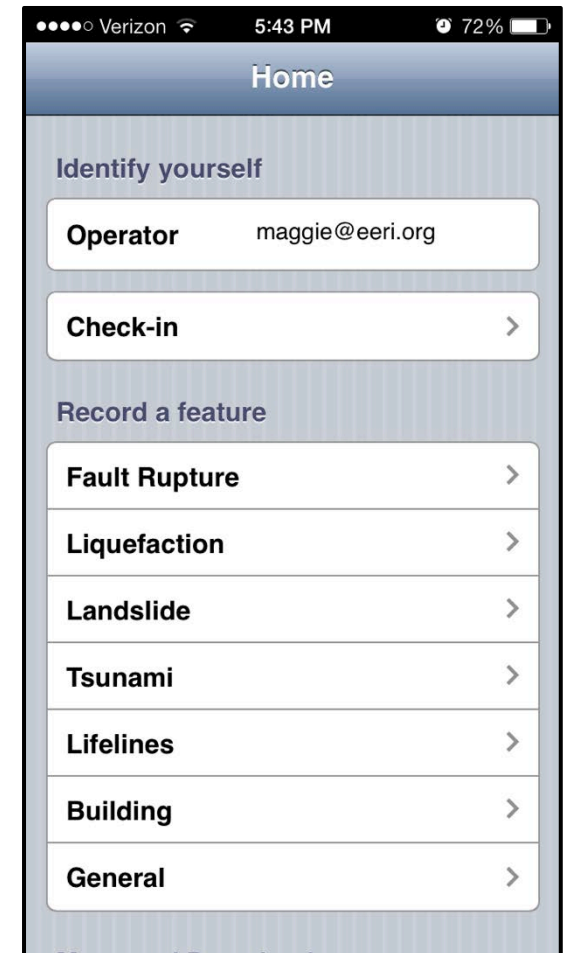 Verizon 5:43 PM 72%
Home
Identify yourself
Operator maggie@eeri.org
Check-in
Record a feature
Fault Rupture
Liquefaction
Landslide
Tsunami
Lifelines
Building
General